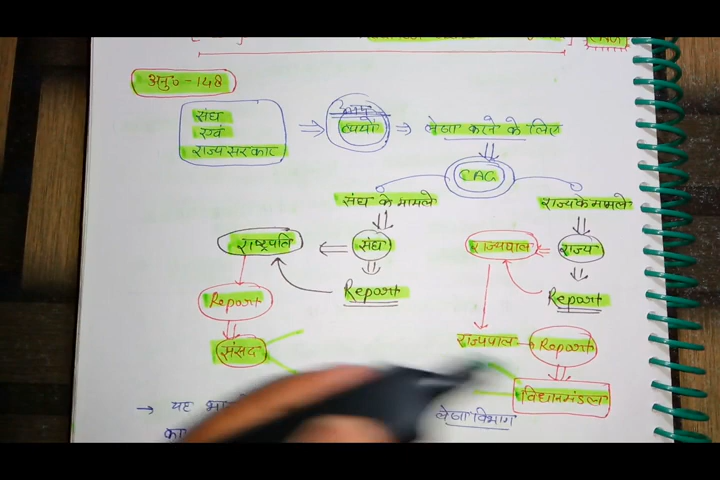 अनु०-148
संघ
एवं
राज्य सरकार
व्ययों
लेखा करने के लिए
CAG
संघ के मामले
राज्य के मामले
राष्ट्रपति
संघ
राज्यपाल
राज्य
Report
Report
Report
राज्यपाल
Report
संसद
विधानमंडल
→ यह
लेखा विभाग
का